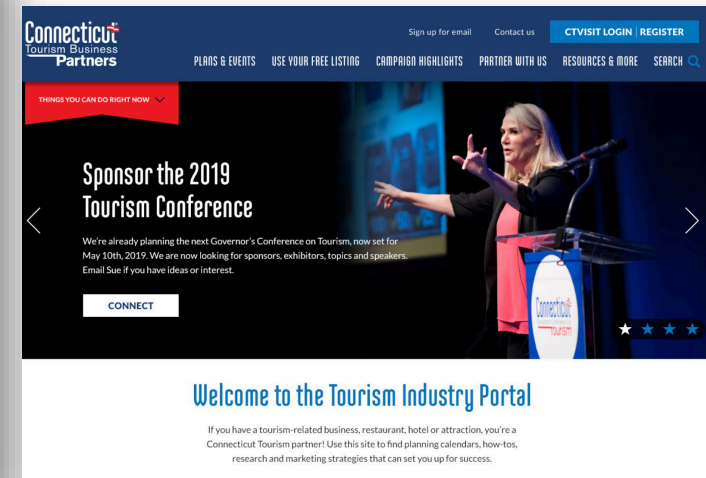 Connecticut
Tourism Business
Partners
Sign up for email
Contact us
CTVISIT LOGIN | REGISTER
PLANS & EVENTS
USE YOUR FREE LISTING
CAMPAIGN HIGHLIGHTS
PARTNER WITH US
RESOURCES & MORE
SEARCH
THINGS YOU CAN DO RIGHT NOW
Sponsor the 2019
Tourism Conference
We're already planning the next Governor's Conference on Tourism, now set for
May 10th, 2019. We are now looking for sponsors, exhibitors, topics and speakers.
Email Sue if you have ideas or interest.
CONNECT
Connecticut
Tourism
Welcome to the Tourism Industry Portal
If you have a tourism-related business, restaurant, hotel or attraction, you're a
Connecticut Tourism partner! Use this site to find planning calendars, how-tos,
research and marketing strategies that can set you up for success.